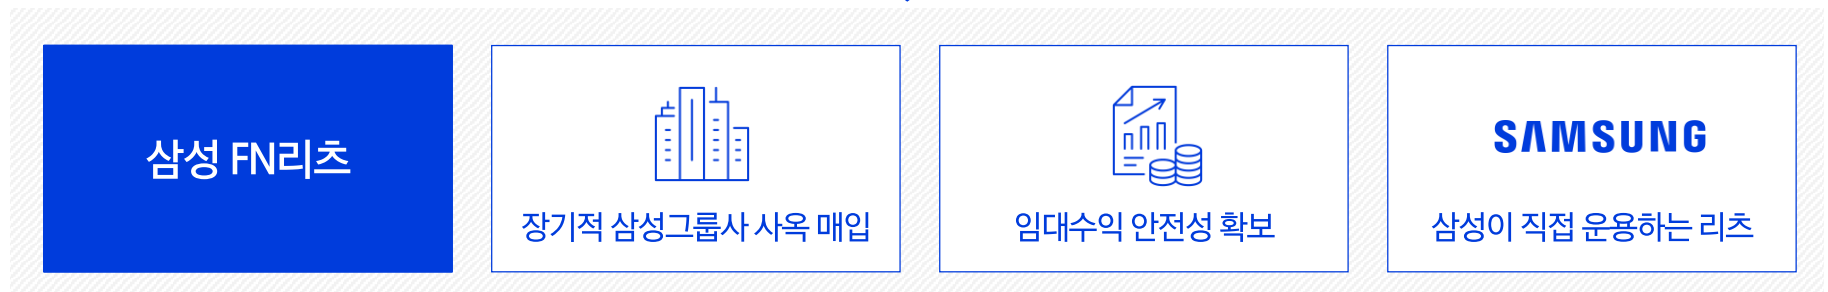 삼성 FN리츠
장기적 삼성그룹사 사옥 매입
임대수익 안전성 확보
SAMSUNG
삼성이 직접 운용하는 리츠